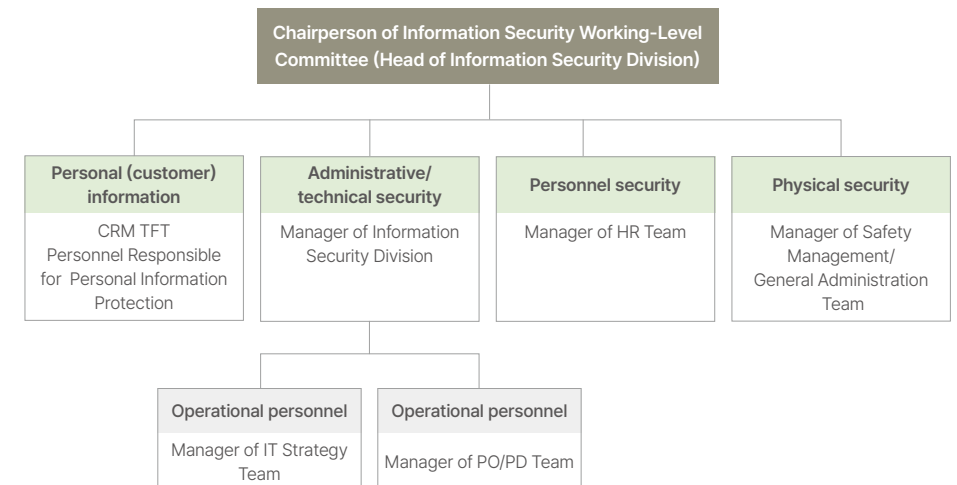 Chairperson of Information Security Working-Level
Committee (Head of Information Security Division)
Personal (customer)
information
CRM TFT
Personnel Responsible
for Personal Information
Protection
Administrative/
technical security
Manager of Information
Security Division
Personnel security
Manager of HR Team
Physical security
Manager of Safety
Management/
General Administration
Team
Operational personnel
Manager of IT Strategy
Team
Operational personnel
Manager of PO/PD Team